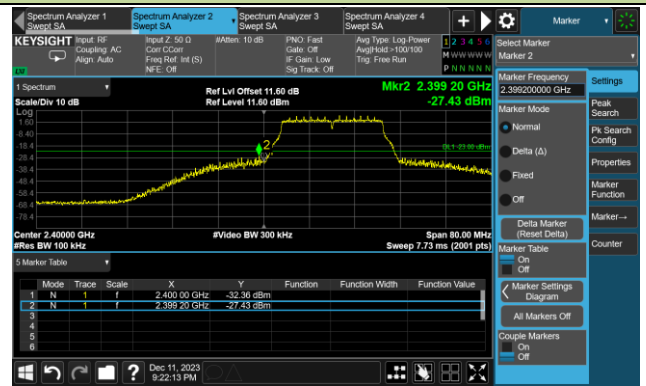 Spectrum Analyzer 1
Swept SA
Spectrum Analyzer 2
Swept SA
Spectrum Analyzer 3
Swept SA
Spectrum Analyzer 4
Swept SA
+
Marker
KEYSIGHT
Input: RF
Coupling: AC
Align: Auto
Input Z: 50 Ω
Corr CCorr
Freq Ref: Int (S)
NFE: Off
#Atten: 10 dB
PNO: Fast
Gate: Off
IF Gain: Low
Sig Track: Off
Avg Type: Log-Power
Avg|Hold:>100/100
Trig: Free Run
1 2 3 4 5 6
M W W W W W
P N N N N N
LXI
Select Marker
Marker 2
1 Spectrum
Scale/Div 10 dB
Log
Ref Lvl Offset 11.60 dB
Ref Level 11.60 dBm
Mkr2 2.399 20 GHz
-27.43 dBm
1.60
-8.40
-18.4
-28.4
-38.4
-48.4
-58.4
-68.4
-78.4
2
DL1 -23.00 dBm
Center 2.40000 GHz
#Res BW 100 kHz
#Video BW 300 kHz
Span 80.00 MHz
Sweep 7.73 ms (2001 pts)
5 Marker Table
Mode Trace Scale X Y Function Function Width Function Value
1 N 1 f 2.400 00 GHz -32.36 dBm
2 N 1 f 2.399 20 GHz -27.43 dBm
3
4
5
6
Marker Frequency
2.399200000 GHz
Marker Mode
Normal
Delta (Δ)
Fixed
Off
Delta Marker
(Reset Delta)
Marker Table
On
Off
Marker Settings
Diagram
All Markers Off
Couple Markers
On
Off
Settings
Peak
Search
Pk Search
Config
Properties
Marker
Function
Marker→
Counter
?
Dec 11, 2023
9:22:13 PM